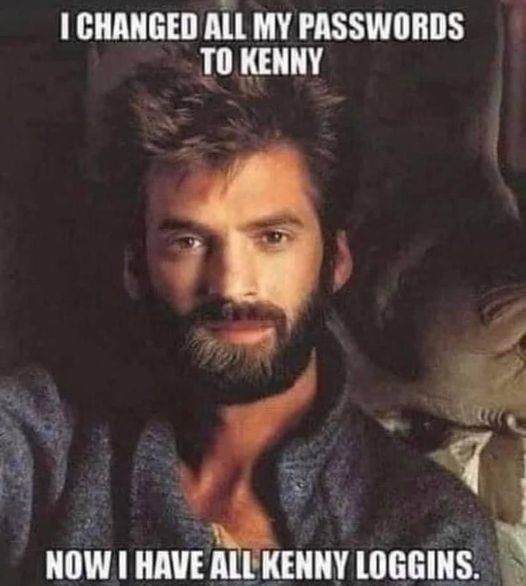 I CHANGED ALL MY PASSWORDS
TO KENNY
NOW I HAVE ALL KENNY LOGGINS.